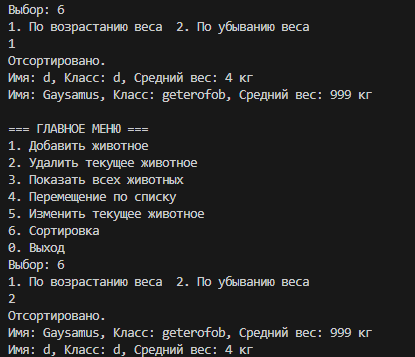 Выбор: 6
1. По возрастанию веса  2. По убыванию веса
1
Отсортировано.
Имя: d, Класс: d, Средний вес: 4 кг
Имя: Gaysamus, Класс: geterofob, Средний вес: 999 кг

=== ГЛАВНОЕ МЕНЮ ===
1. Добавить животное
2. Удалить текущее животное
3. Показать всех животных
4. Перемещение по списку
5. Изменить текущее животное
6. Сортировка
0. Выход
Выбор: 6
1. По возрастанию веса  2. По убыванию веса
2
Отсортировано.
Имя: Gaysamus, Класс: geterofob, Средний вес: 999 кг
Имя: d, Класс: d, Средний вес: 4 кг